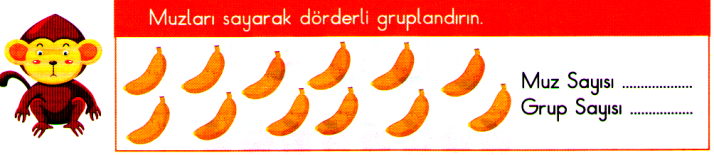 Muzları sayarak dörderli gruplandırın.
Muz Sayısı ..................
Grup Sayısı ................